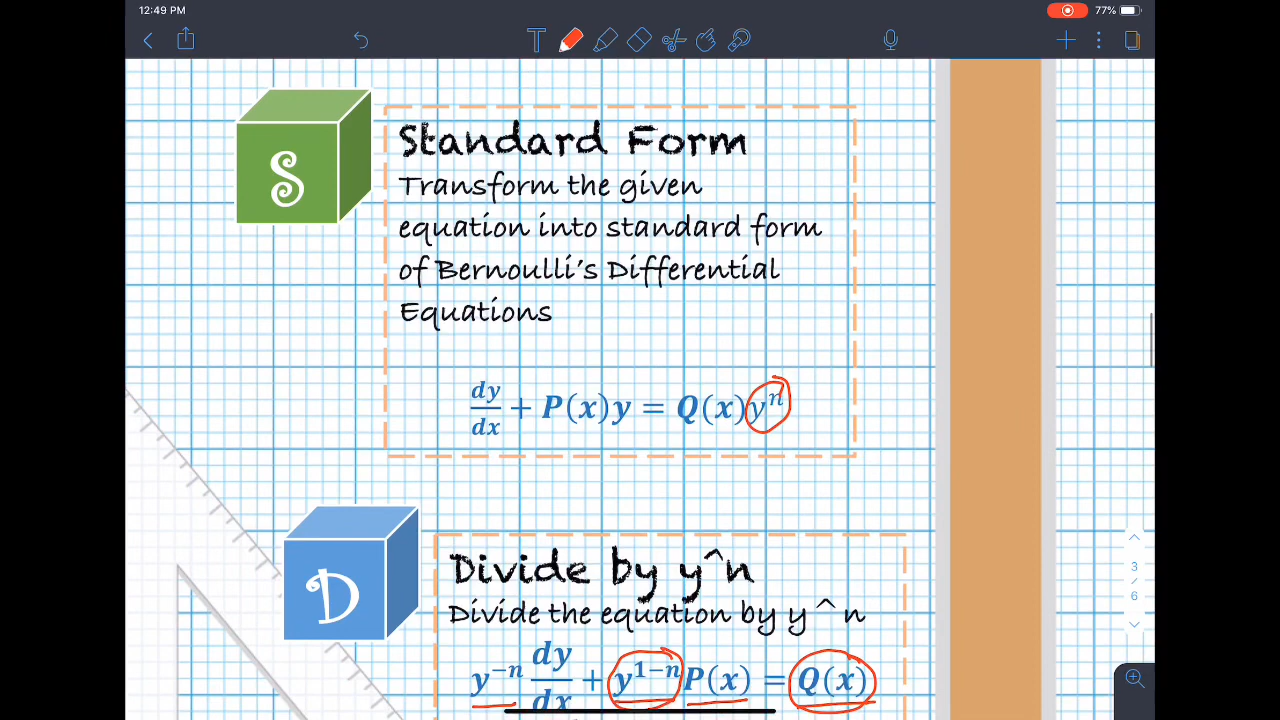 12:49 PM
77%
T
S
Standard Form
Transform the given
equation into standard form
of Bernoulli's Differential
Equations
dy/dx + P(x)y = Q(x)y^n
D
Divide by y^n
Divide the equation by y^n
y^{-n} dy/dx + y^{1-n}P(x) = Q(x)
3
/
6